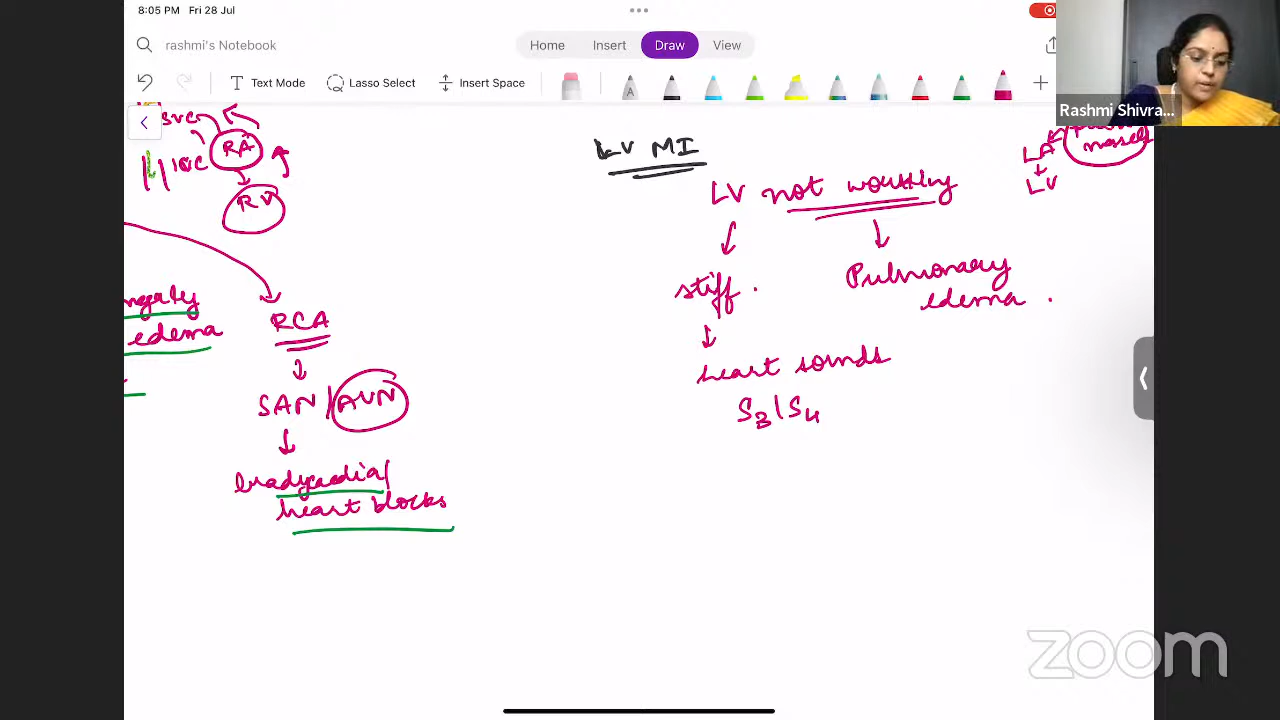 8:05 PM Fri 28 Jul
rashmi's Notebook
Home
Insert
Draw
View
Text Mode
Lasso Select
Insert Space
A
Rashmi Shivra...
SVC
RA
IVC
RV
edema
RCA
SAN / AVN
bradycardia/
heart blocks
LV MI
LV not working
stiff.
Pulmonary
edema.
heart sounds
S3/S4
LA
LV
zoom